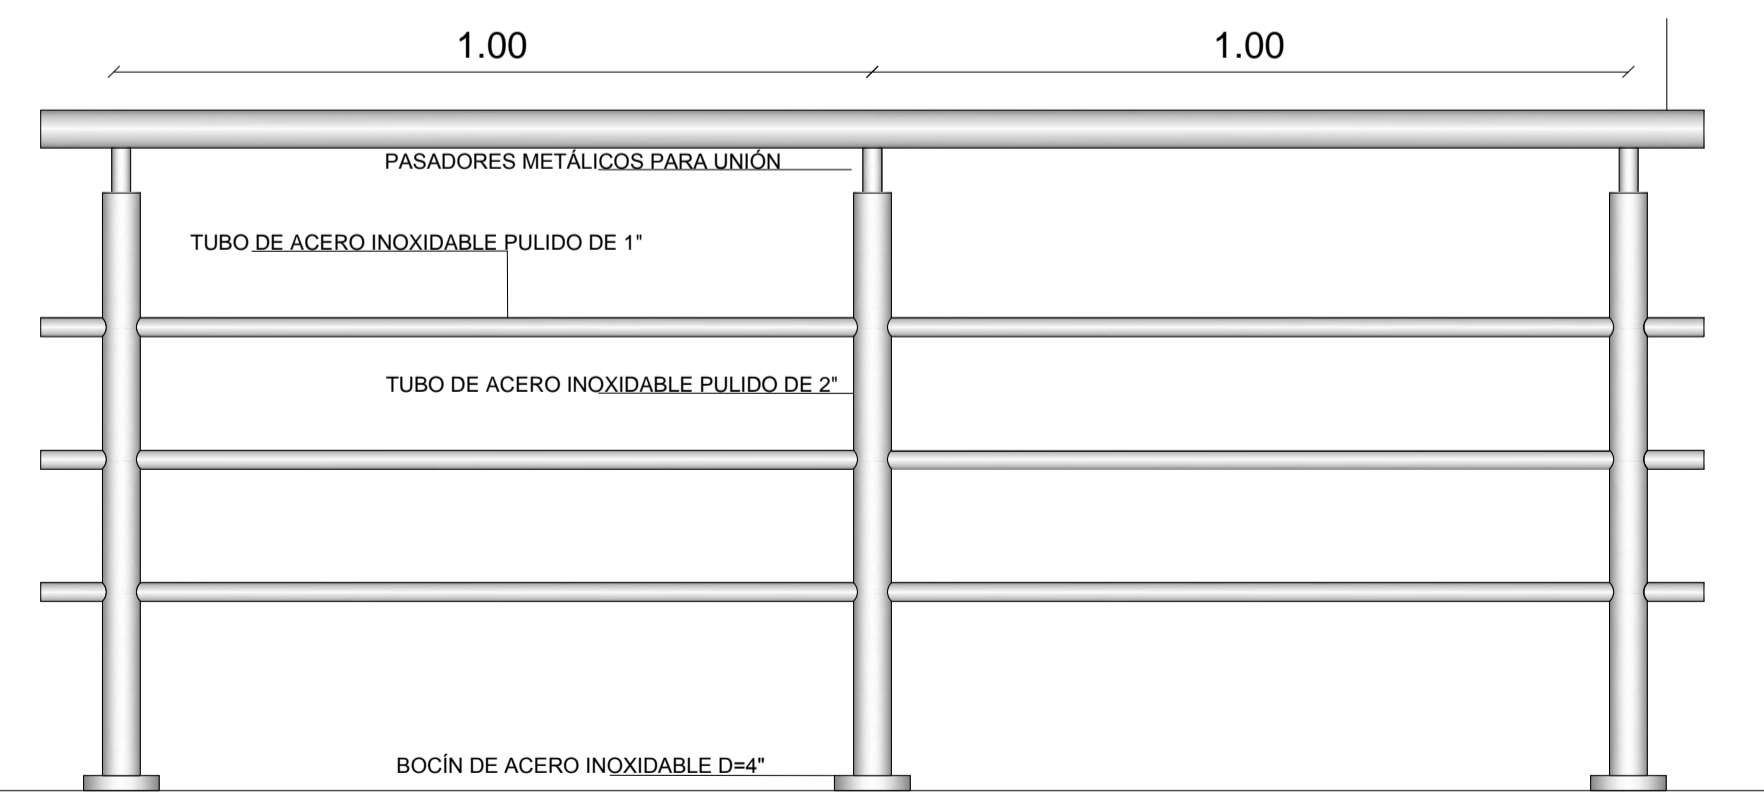 1.00
1.00
PASADORES METÁLICOS PARA UNIÓN
TUBO DE ACERO INOXIDABLE PULIDO DE 1"
TUBO DE ACERO INOXIDABLE PULIDO DE 2"
BOCÍN DE ACERO INOXIDABLE D=4"